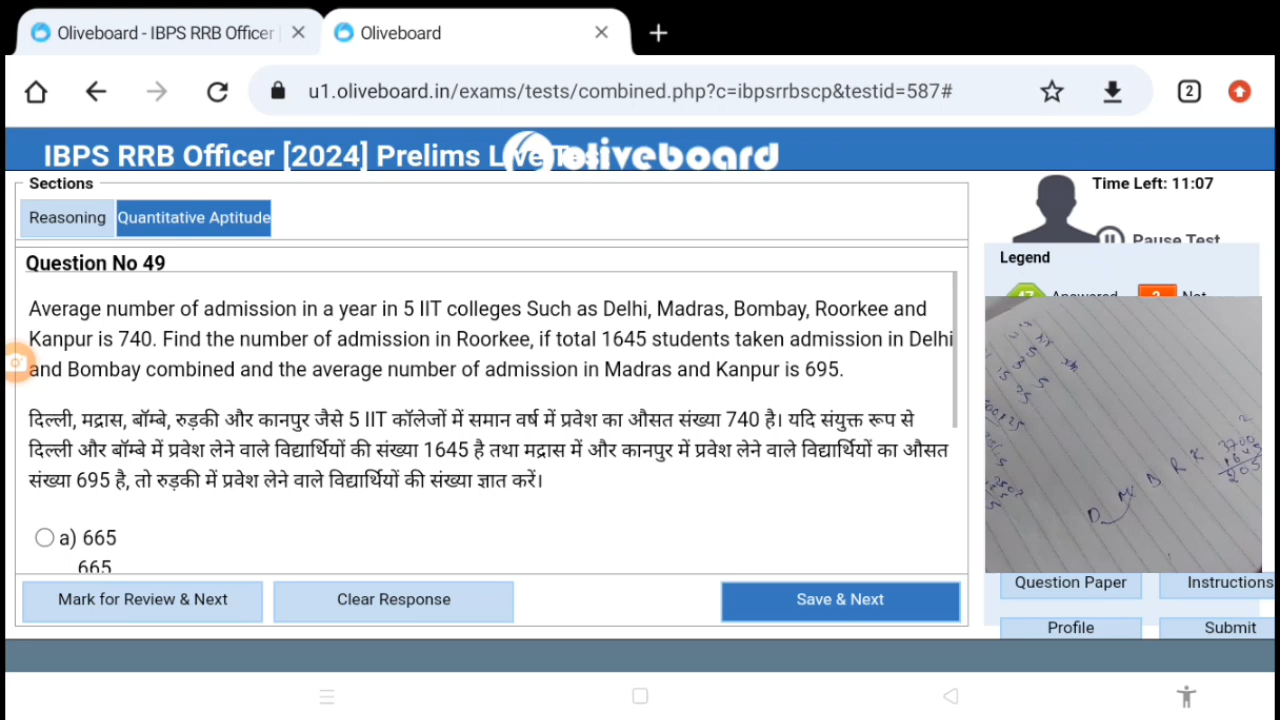 Oliveboard - IBPS RRB Officer
Oliveboard
u1.oliveboard.in/exams/tests/combined.php?c=ibpsrrbscp&testid=587#
2
IBPS RRB Officer [2024] Prelims Live Test
oliveboard
Sections
Reasoning
Quantitative Aptitude
Time Left: 11:07
Pause Test
Question No 49
Legend
47 Answered
2 Not
Average number of admission in a year in 5 IIT colleges Such as Delhi, Madras, Bombay, Roorkee and
Kanpur is 740. Find the number of admission in Roorkee, if total 1645 students taken admission in Delhi
and Bombay combined and the average number of admission in Madras and Kanpur is 695.
दिल्ली, मद्रास, बॉम्बे, रुड़की और कानपुर जैसे 5 IIT कॉलेजों में समान वर्ष में प्रवेश का औसत संख्या 740 है। यदि संयुक्त रूप से
दिल्ली और बॉम्बे में प्रवेश लेने वाले विद्यार्थियों की संख्या 1645 है तथा मद्रास में और कानपुर में प्रवेश लेने वाले विद्यार्थियों का औसत
संख्या 695 है, तो रुड़की में प्रवेश लेने वाले विद्यार्थियों की संख्या ज्ञात करें।
a) 665
665
D M B R K
3700
1645
205
Mark for Review & Next
Clear Response
Save & Next
Question Paper
Instructions
Profile
Submit